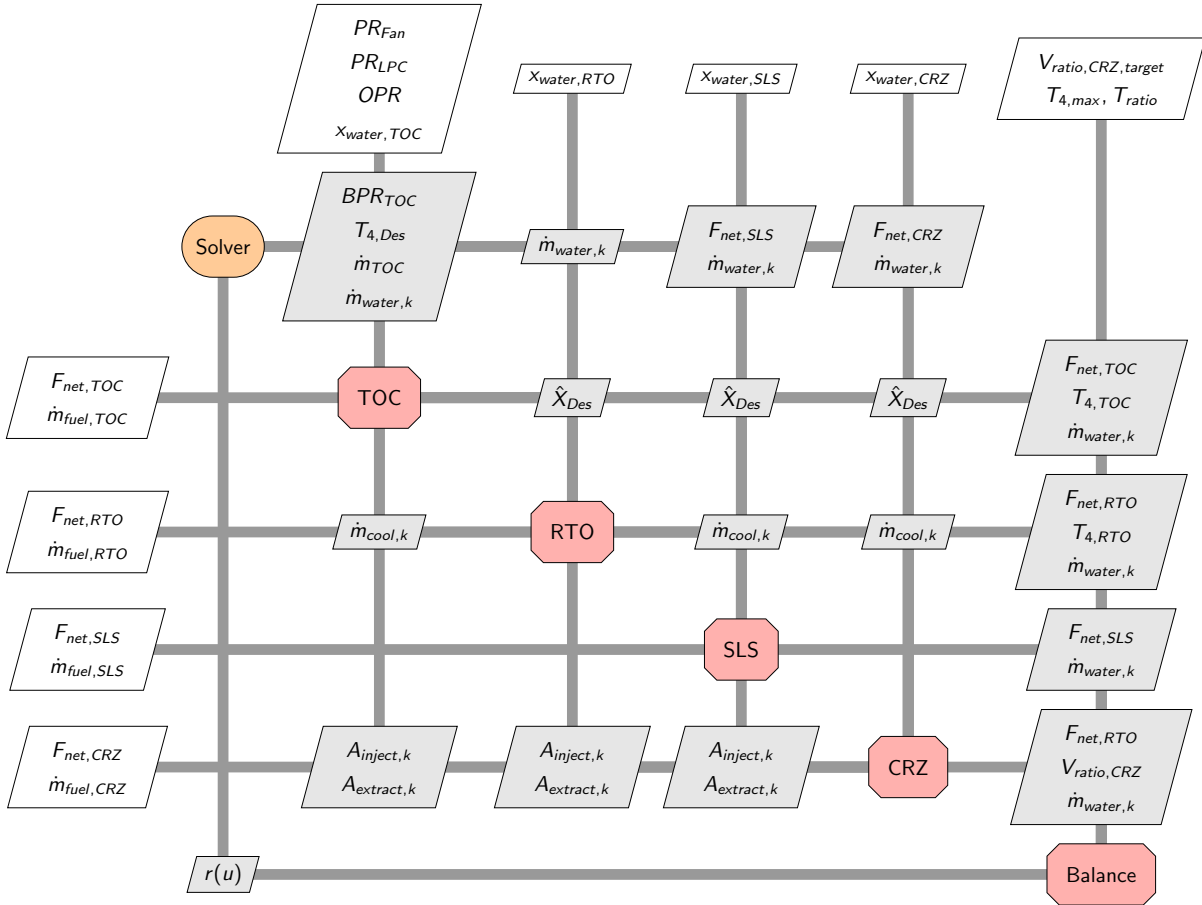 PR_Fan
PR_LPC
OPR
x_water,TOC
x_water,RTO
x_water,SLS
x_water,CRZ
V_ratio,CRZ,target
T_4,max, T_ratio
Solver
BPR_TOC
T_4,Des
ṁ_TOC
ṁ_water,k
ṁ_water,k
F_net,SLS
ṁ_water,k
F_net,CRZ
ṁ_water,k
F_net,TOC
ṁ_fuel,TOC
TOC
X̂_Des
X̂_Des
X̂_Des
F_net,TOC
T_4,TOC
ṁ_water,k
F_net,RTO
ṁ_fuel,RTO
ṁ_cool,k
RTO
ṁ_cool,k
ṁ_cool,k
F_net,RTO
T_4,RTO
ṁ_water,k
F_net,SLS
ṁ_fuel,SLS
SLS
F_net,SLS
ṁ_water,k
F_net,CRZ
ṁ_fuel,CRZ
A_inject,k
A_extract,k
A_inject,k
A_extract,k
A_inject,k
A_extract,k
CRZ
F_net,RTO
V_ratio,CRZ
ṁ_water,k
r(u)
Balance